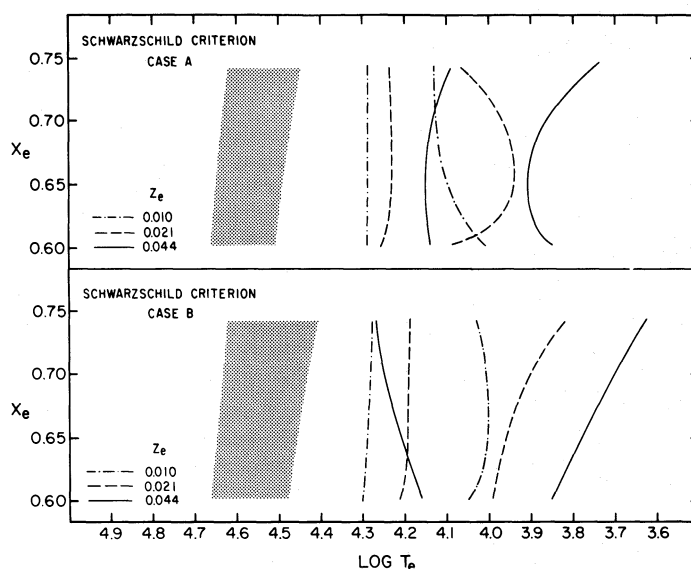 SCHWARZSCHILD CRITERION
CASE A
0.75
0.70
Xe
0.65
0.60
Ze
0.010
0.021
0.044
SCHWARZSCHILD CRITERION
CASE B
0.70
Xe
0.65
0.60
Ze
0.010
0.021
0.044
4.9 4.8 4.7 4.6 4.5 4.4 4.3 4.2 4.1 4.0 3.9 3.8 3.7 3.6
LOG Te